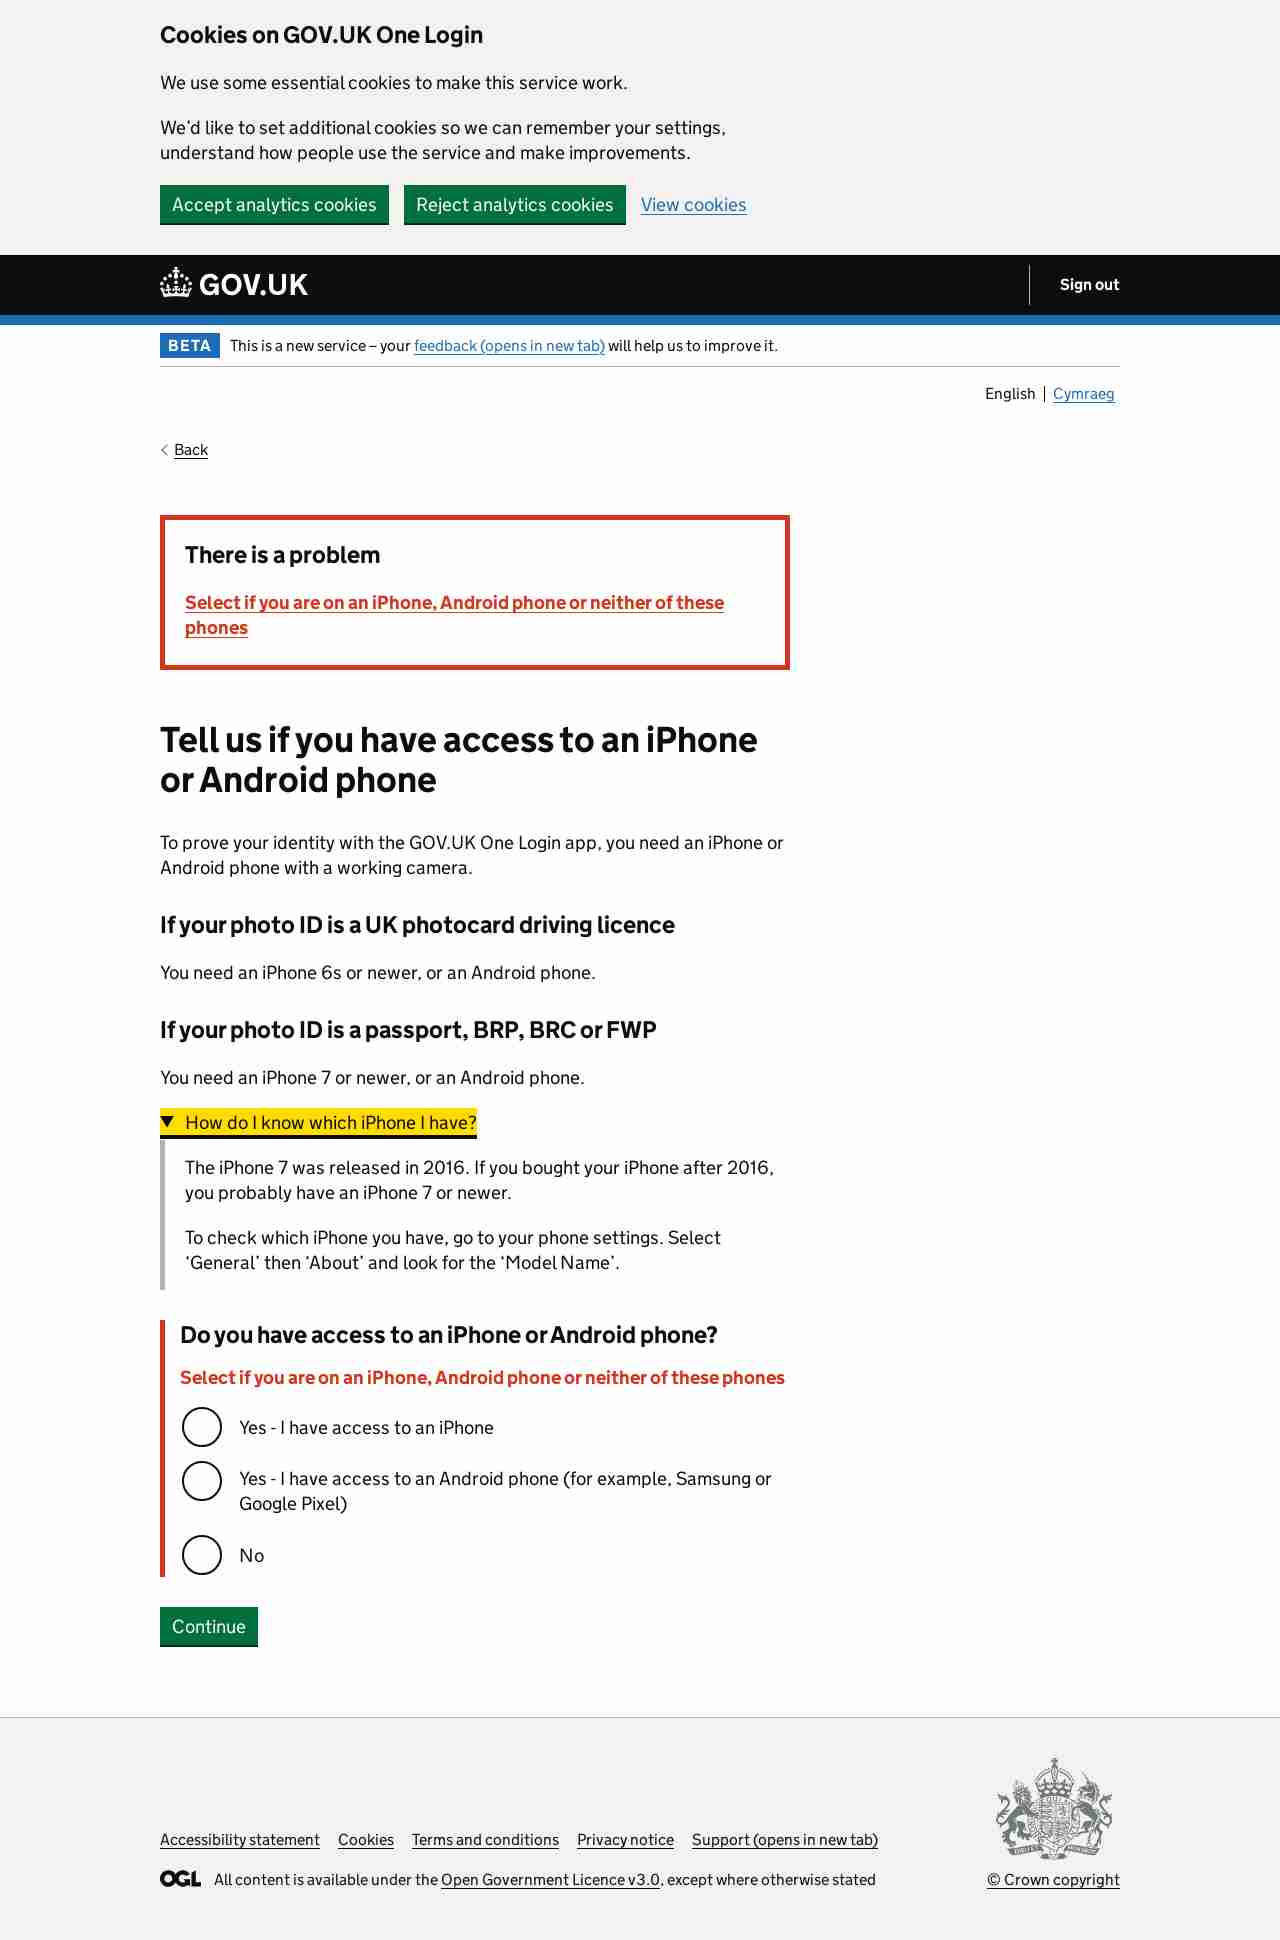 Cookies on GOV.UK One Login
We use some essential cookies to make this service work.
We’d like to set additional cookies so we can remember your settings,
understand how people use the service and make improvements.
Accept analytics cookies Reject analytics cookies View cookies
GOV.UK Sign out
BETA This is a new service – your feedback (opens in new tab) will help us to improve it.
English Cymraeg
Back
There is a problem
Select if you are on an iPhone, Android phone or neither of these
phones
Tell us if you have access to an iPhone
or Android phone
To prove your identity with the GOV.UK One Login app, you need an iPhone or
Android phone with a working camera.
If your photo ID is a UK photocard driving licence
You need an iPhone 6s or newer, or an Android phone.
If your photo ID is a passport, BRP, BRC or FWP
You need an iPhone 7 or newer, or an Android phone.
How do I know which iPhone I have?
The iPhone 7 was released in 2016. If you bought your iPhone after 2016,
you probably have an iPhone 7 or newer.
To check which iPhone you have, go to your phone settings. Select
‘General’ then ‘About’ and look for the ‘Model Name’.
Do you have access to an iPhone or Android phone?
Select if you are on an iPhone, Android phone or neither of these phones
Yes - I have access to an iPhone
Yes - I have access to an Android phone (for example, Samsung or
Google Pixel)
No
Continue
Accessibility statement Cookies Terms and conditions Privacy notice Support (opens in new tab)
OGL All content is available under the Open Government Licence v3.0, except where otherwise stated
© Crown copyright